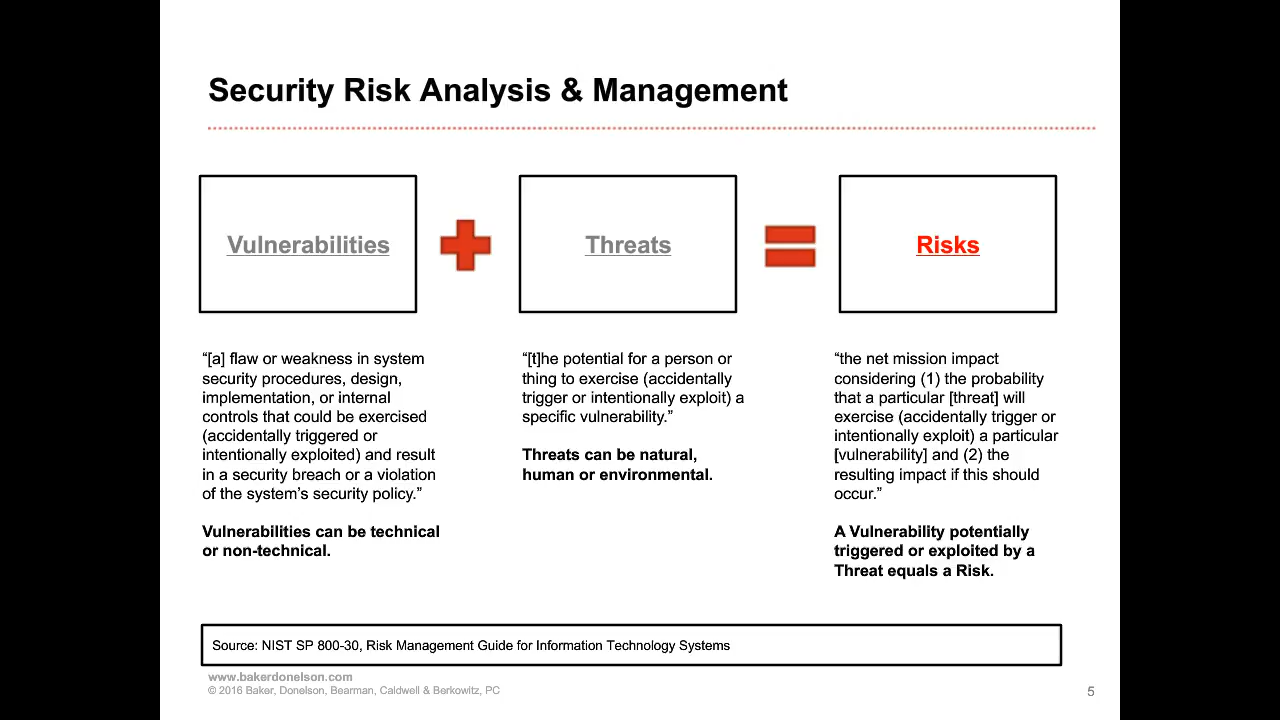 Security Risk Analysis & Management
Vulnerabilities
Threats
Risks
“[a] flaw or weakness in system
security procedures, design,
implementation, or internal
controls that could be exercised
(accidentally triggered or
intentionally exploited) and result
in a security breach or a violation
of the system’s security policy.”
Vulnerabilities can be technical
or non-technical.
“[t]he potential for a person or
thing to exercise (accidentally
trigger or intentionally exploit) a
specific vulnerability.”
Threats can be natural,
human or environmental.
“the net mission impact
considering (1) the probability
that a particular [threat] will
exercise (accidentally trigger or
intentionally exploit) a particular
[vulnerability] and (2) the
resulting impact if this should
occur.”
A Vulnerability potentially
triggered or exploited by a
Threat equals a Risk.
Source: NIST SP 800-30, Risk Management Guide for Information Technology Systems
www.bakerdonelson.com
© 2016 Baker, Donelson, Bearman, Caldwell & Berkowitz, PC
5